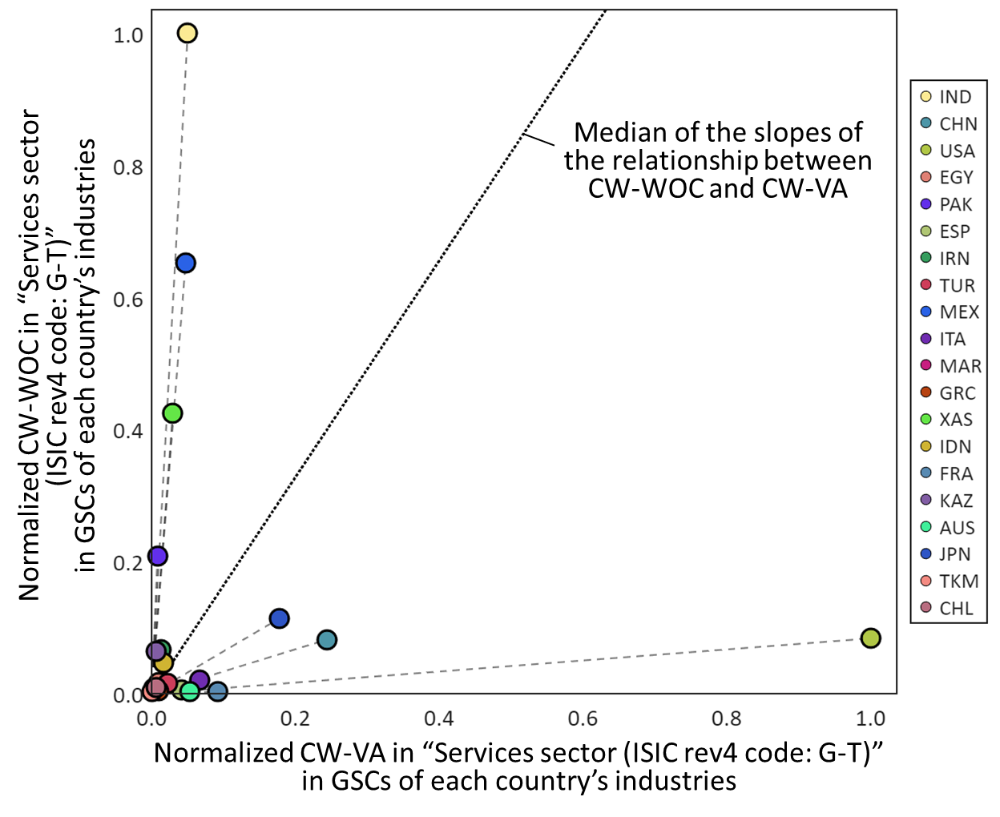 Normalized CW-WOC in “Services sector
(ISIC rev4 code: G-T)”
in GSCs of each country’s industries
1.0
0.8
0.6
0.4
0.2
0.0
Median of the slopes of
the relationship between
CW-WOC and CW-VA
0.0 0.2 0.4 0.6 0.8 1.0
Normalized CW-VA in “Services sector (ISIC rev4 code: G-T)”
in GSCs of each country’s industries
IND
CHN
USA
EGY
PAK
ESP
IRN
TUR
MEX
ITA
MAR
GRC
XAS
IDN
FRA
KAZ
AUS
JPN
TKM
CHL